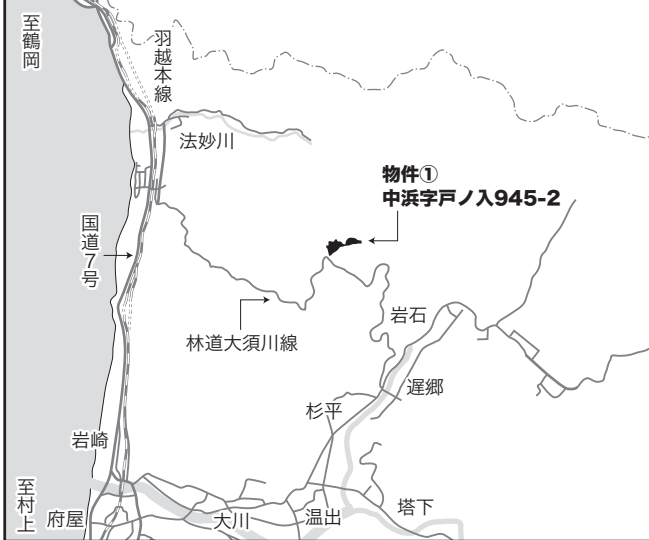 至鶴岡
羽越本線
法妙川
物件①
中浜字戸ノ入945-2
国道7号
林道大須川線
岩石
遅郷
杉平
岩崎
至村上
府屋
大川
温出
塔下